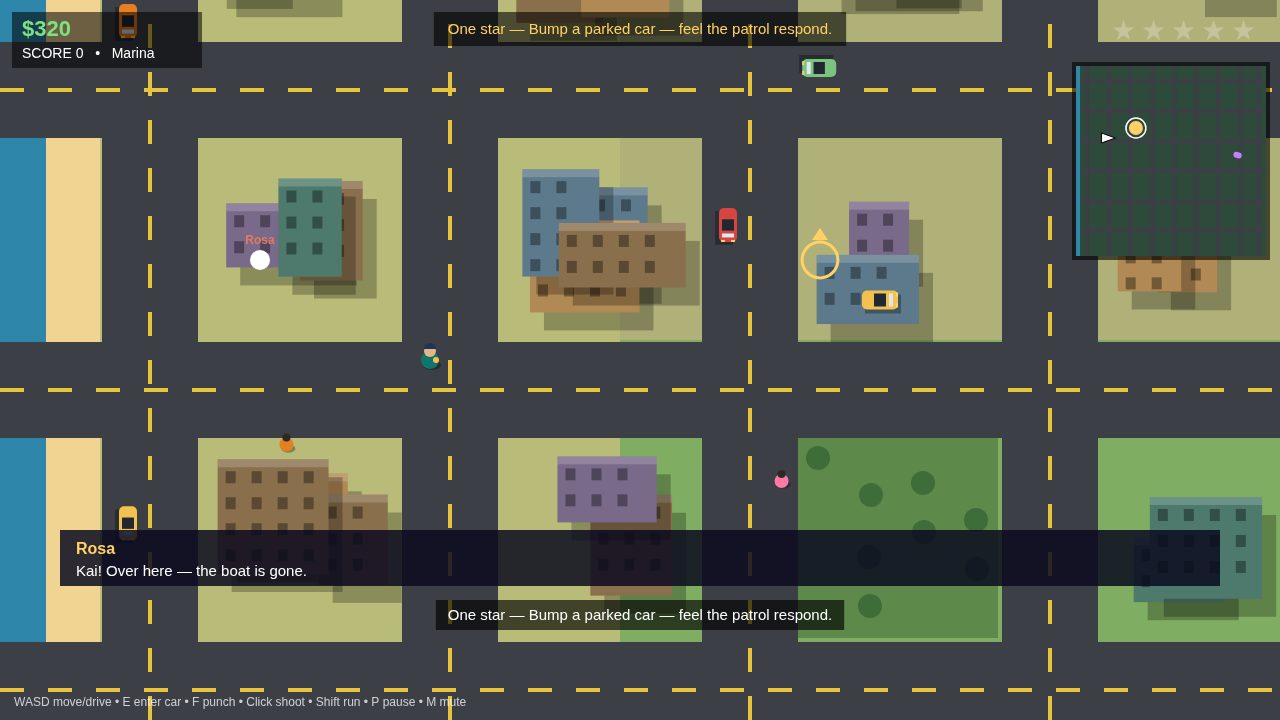 $320
SCORE 0 • Marina
One star — Bump a parked car — feel the patrol respond.
Rosa
Rosa
Kai! Over here — the boat is gone.
One star — Bump a parked car — feel the patrol respond.
WASD move/drive • E enter car • F punch • Click shoot • Shift run • P pause • M mute